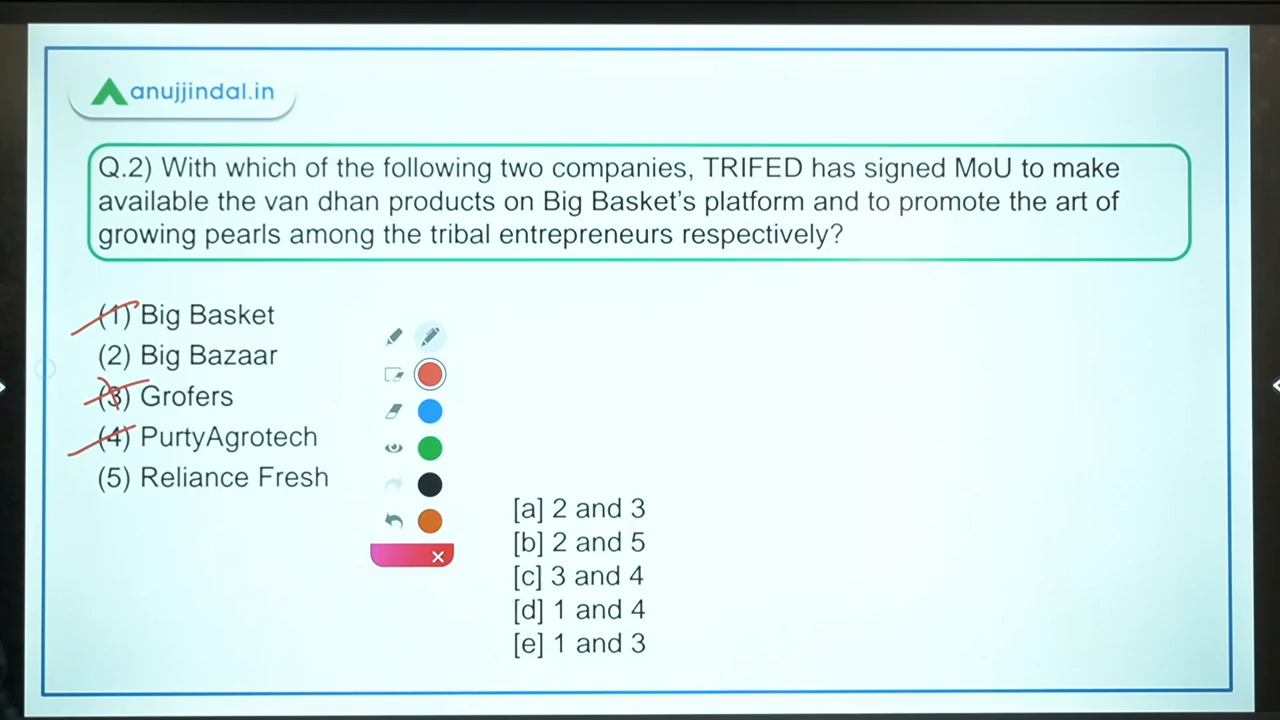 anujjindal.in
Q.2) With which of the following two companies, TRIFED has signed MoU to make
available the van dhan products on Big Basket's platform and to promote the art of
growing pearls among the tribal entrepreneurs respectively?
(1) Big Basket
(2) Big Bazaar
(3) Grofers
(4) PurtyAgrotech
(5) Reliance Fresh
[a] 2 and 3
[b] 2 and 5
[c] 3 and 4
[d] 1 and 4
[e] 1 and 3